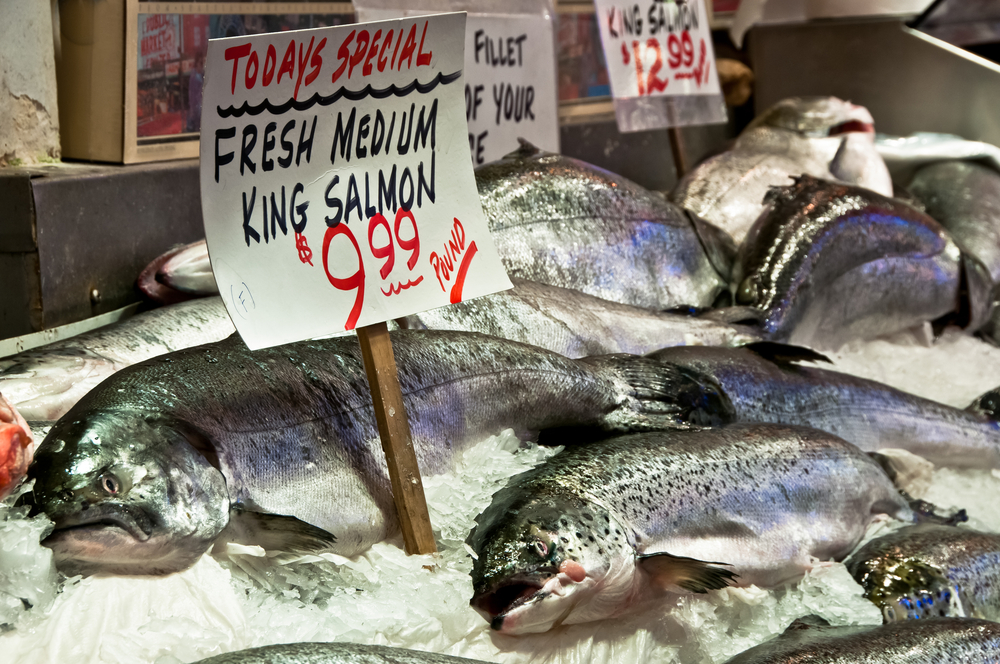 TODAYS SPECIAL
FRESH MEDIUM
KING SALMON
$9.99 POUND
(F)
FILLET
OF YOUR
KING SALMON
$12.99